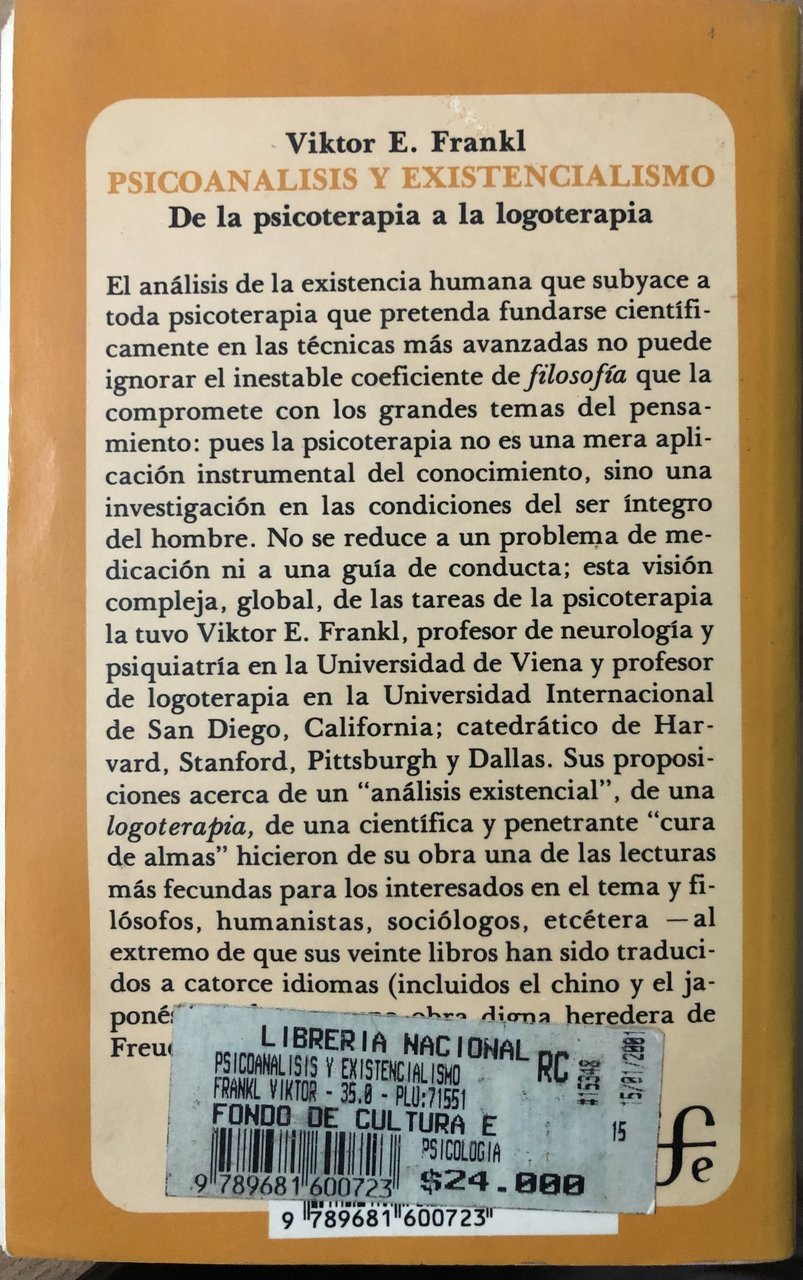 Viktor E. Frankl
PSICOANALISIS Y EXISTENCIALISMO
De la psicoterapia a la logoterapia
El análisis de la existencia humana que subyace a
toda psicoterapia que pretenda fundarse científi-
camente en las técnicas más avanzadas no puede
ignorar el inestable coeficiente de filosofía que la
compromete con los grandes temas del pensa-
miento: pues la psicoterapia no es una mera apli-
cación instrumental del conocimiento, sino una
investigación en las condiciones del ser íntegro
del hombre. No se reduce a un problema de me-
dicación ni a una guía de conducta; esta visión
compleja, global, de las tareas de la psicoterapia
la tuvo Viktor E. Frankl, profesor de neurología y
psiquiatría en la Universidad de Viena y profesor
de logoterapia en la Universidad Internacional
de San Diego, California; catedrático de Har-
vard, Stanford, Pittsburgh y Dallas. Sus proposi-
ciones acerca de un “análisis existencial”, de una
logoterapia, de una científica y penetrante “cura
de almas” hicieron de su obra una de las lecturas
más fecundas para los interesados en el tema y fi-
lósofos, humanistas, sociólogos, etcétera —al
extremo de que sus veinte libros han sido traduci-
dos a catorce idiomas (incluidos el chino y el ja-
poné obra digna heredera de
Freu
LIBRERIA NACIONAL
PSICOANALISIS Y EXISTENCIALISMO
FRANKL VIKTOR - 35.0 - PLU:71551
FONDO DE CULTURA E
PSICOLOGIA
$24.000
9 789681 600723
RC
#15348
15/01/2001
15
fe
9 789681 600723